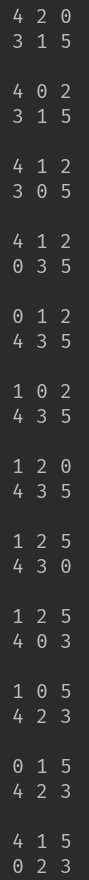 4 2 0
3 1 5

4 0 2
3 1 5

4 1 2
3 0 5

4 1 2
0 3 5

0 1 2
4 3 5

1 0 2
4 3 5

1 2 0
4 3 5

1 2 5
4 3 0

1 2 5
4 0 3

1 0 5
4 2 3

0 1 5
4 2 3

4 1 5
0 2 3